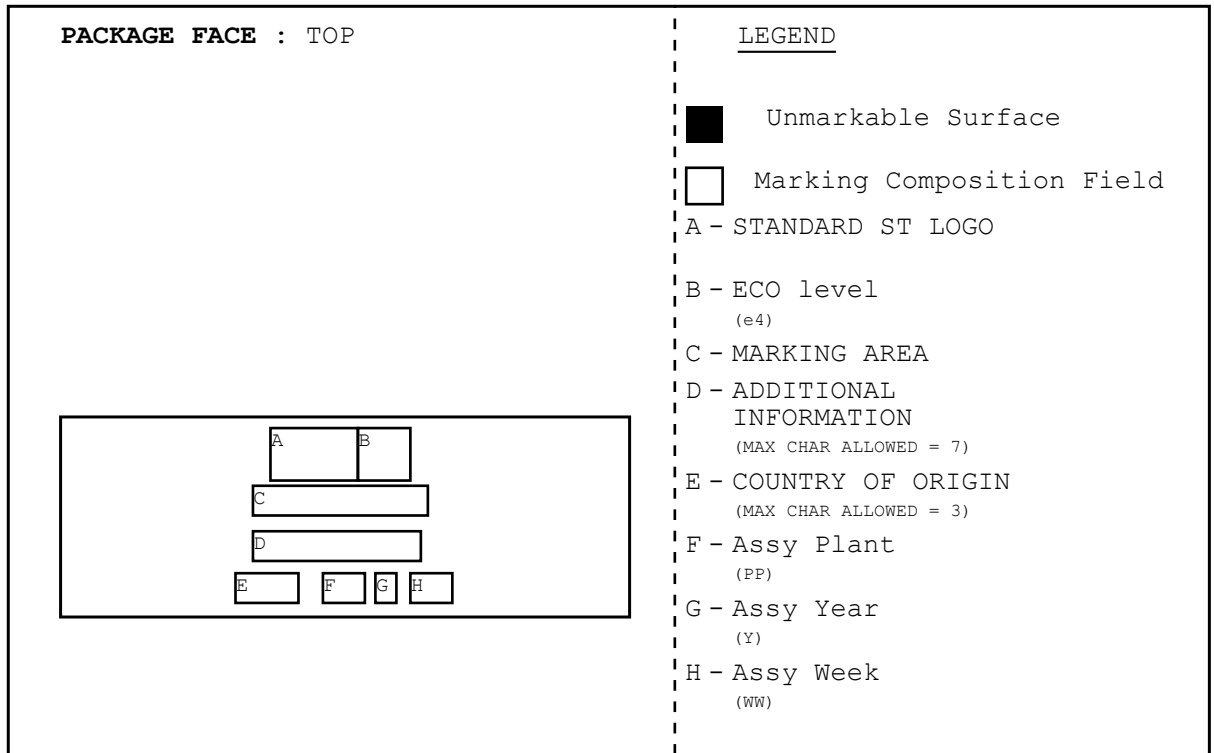 PACKAGE FACE : TOP
A
B
C
D
E
F
G
H
LEGEND
Unmarkable Surface
Marking Composition Field
A - STANDARD ST LOGO
B - ECO level
(e4)
C - MARKING AREA
D - ADDITIONAL
INFORMATION
(MAX CHAR ALLOWED = 7)
E - COUNTRY OF ORIGIN
(MAX CHAR ALLOWED = 3)
F - Assy Plant
(PP)
G - Assy Year
(Y)
H - Assy Week
(WW)